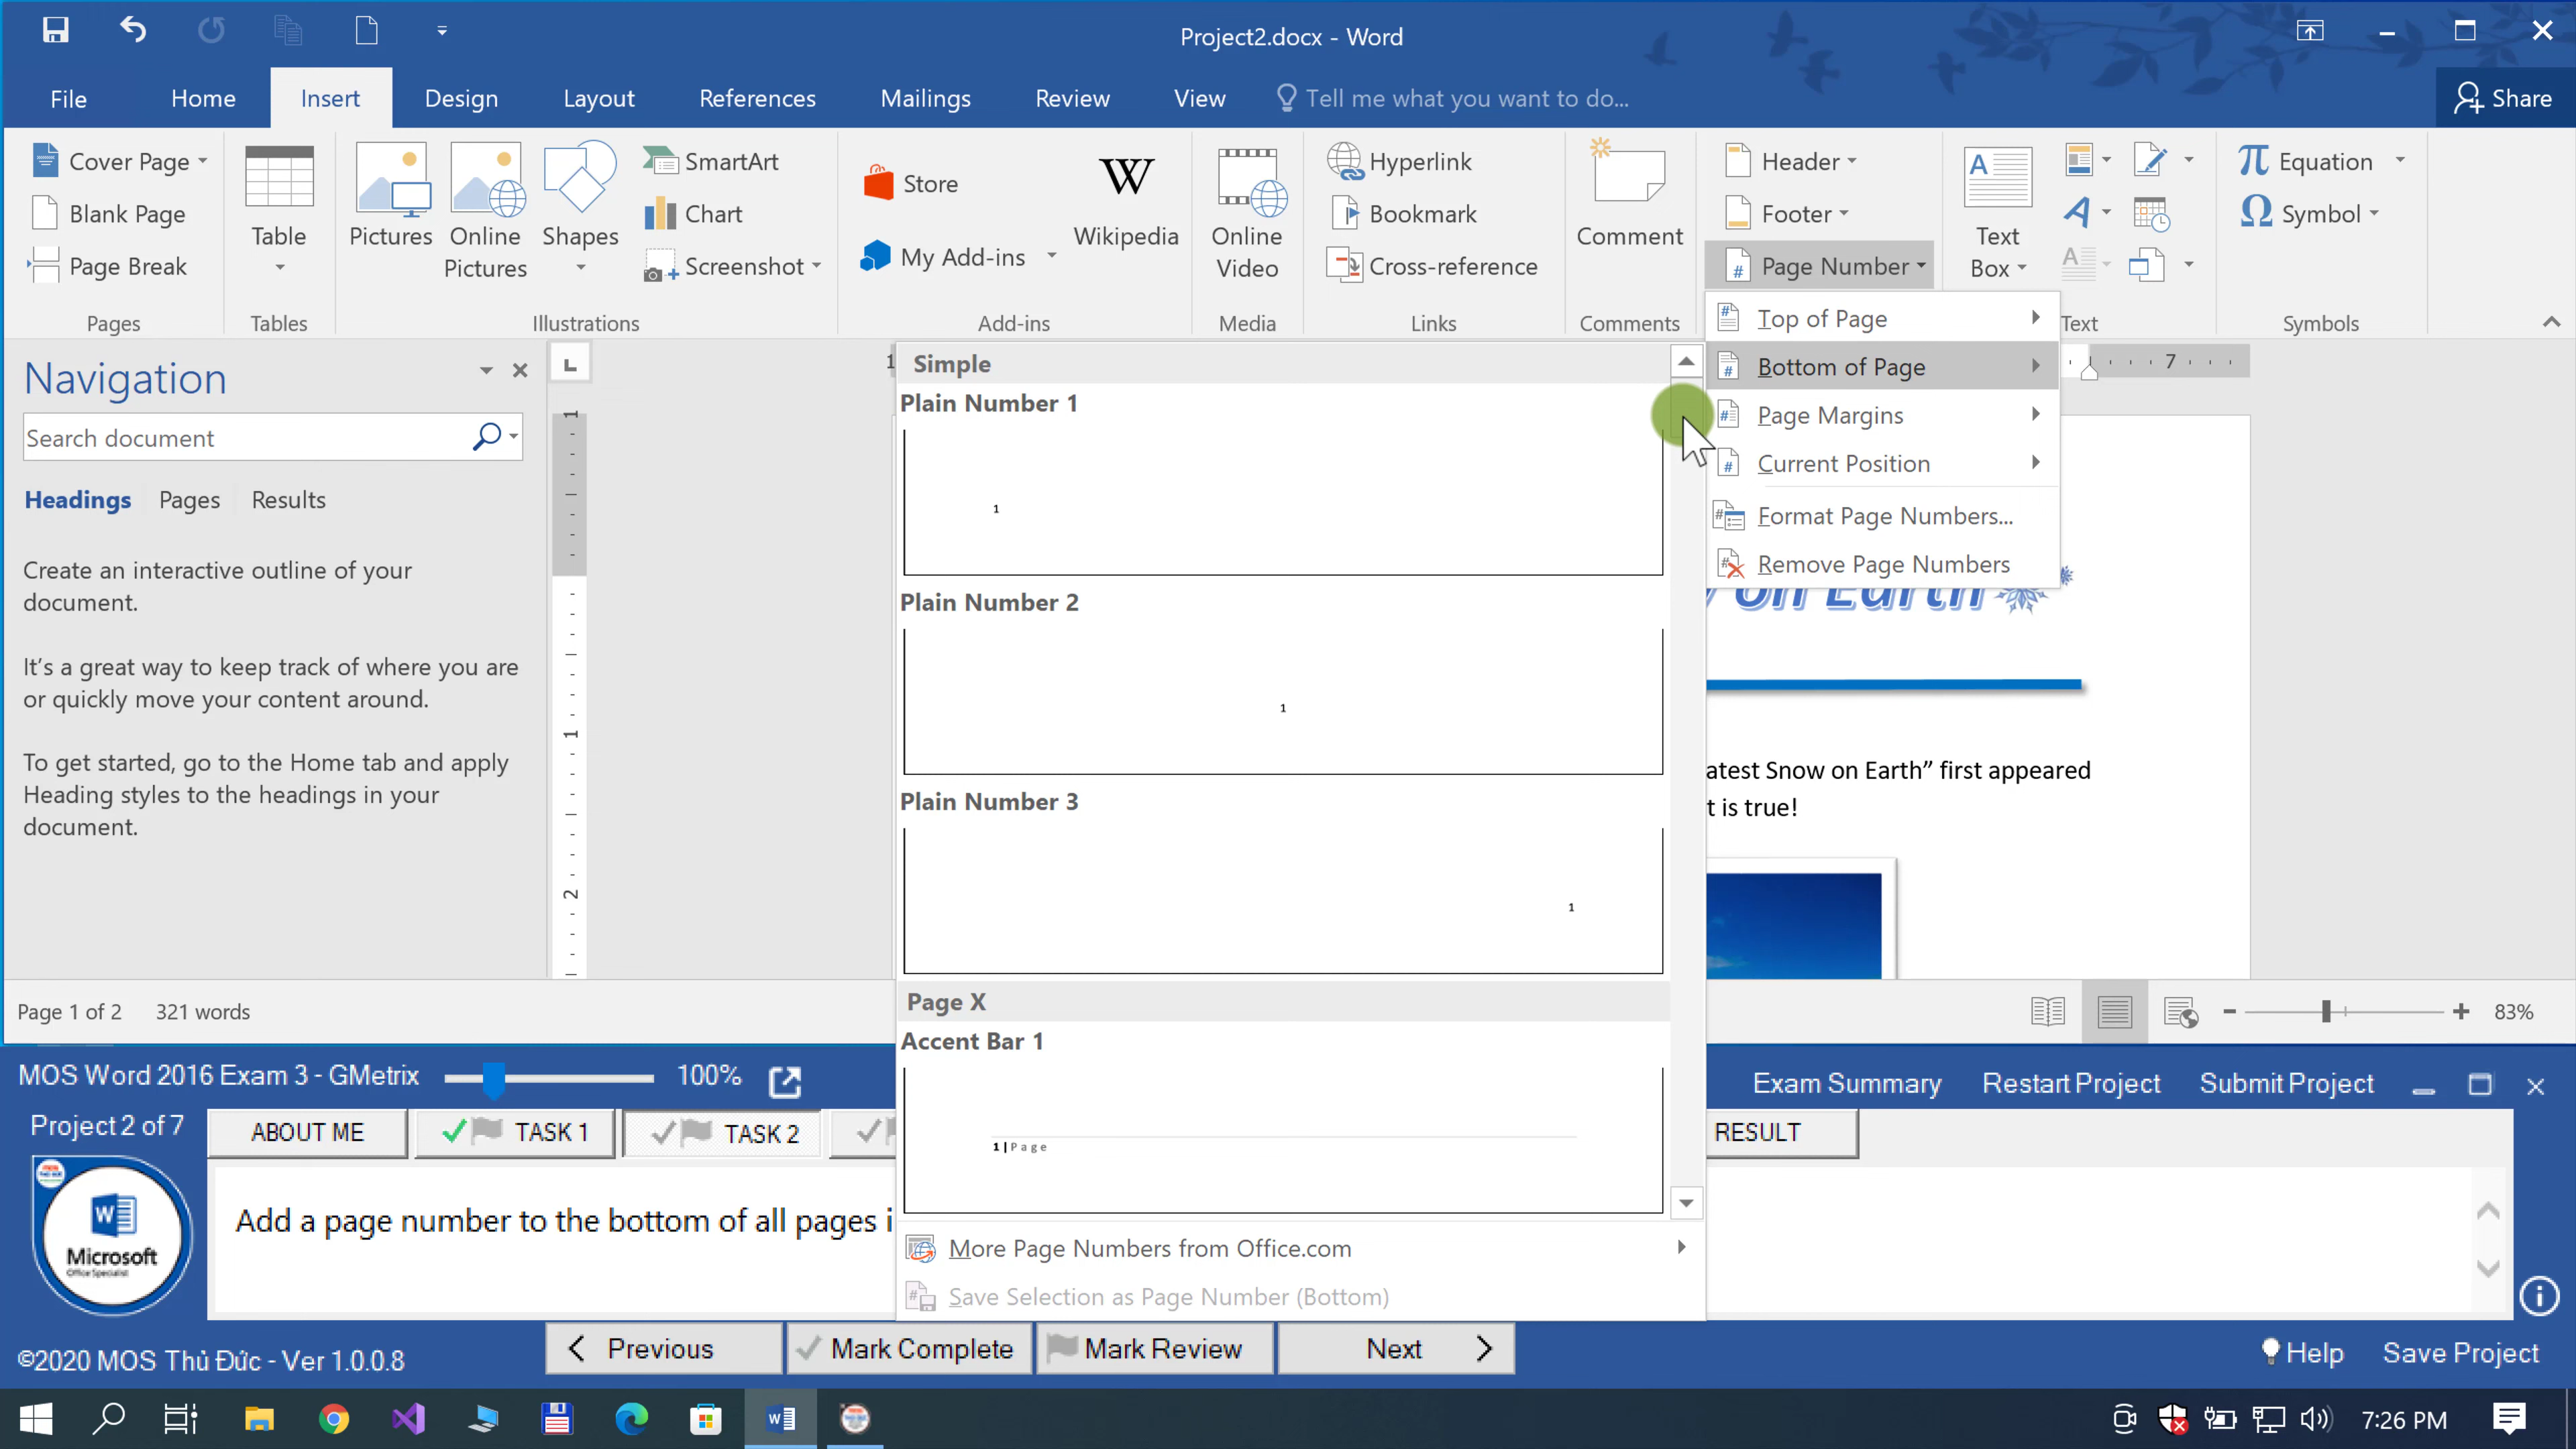 Project2.docx - Word
File
Home
Insert
Design
Layout
References
Mailings
Review
View
Tell me what you want to do...
Share
Cover Page
Blank Page
Page Break
Pages
Table
Tables
Pictures
Online
Pictures
Shapes
SmartArt
Chart
Screenshot
Illustrations
Store
My Add-ins
W
Wikipedia
Add-ins
Online
Video
Media
Hyperlink
Bookmark
Cross-reference
Links
Comment
Comments
Header
Footer
Page Number
Text
Box
Text
Equation
Symbol
Symbols
Top of Page
Bottom of Page
Page Margins
Current Position
Format Page Numbers...
Remove Page Numbers
Navigation
Search document
Headings
Pages
Results
Create an interactive outline of your
document.
It's a great way to keep track of where you are
or quickly move your content around.
To get started, go to the Home tab and apply
Heading styles to the headings in your
document.
1
1
2
1
7
Simple
Plain Number 1
1
Plain Number 2
1
Plain Number 3
1
Page X
Accent Bar 1
1 | Page
More Page Numbers from Office.com
Save Selection as Page Number (Bottom)
on Earth
atest Snow on Earth” first appeared
t is true!
Page 1 of 2
321 words
83%
MOS Word 2016 Exam 3 - GMetrix
100%
Exam Summary
Restart Project
Submit Project
Project 2 of 7
ABOUT ME
TASK 1
TASK 2
RESULT
W
Microsoft
Office Specialist
Add a page number to the bottom of all pages i
©2020 MOS Thủ Đức - Ver 1.0.0.8
Previous
Mark Complete
Mark Review
Next
Help
Save Project
7:26 PM